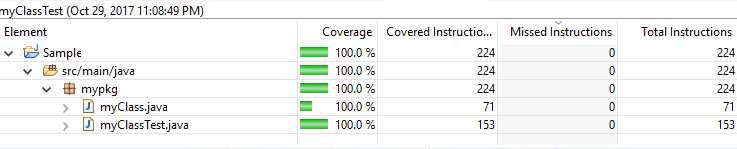 myClassTest (Oct 29, 2017 11:08:49 PM)
Element Coverage Covered Instructio... Missed Instructions Total Instructions
Sample 100.0 % 224 0 224
src/main/java 100.0 % 224 0 224
mypkg 100.0 % 224 0 224
myClass.java 100.0 % 71 0 71
myClassTest.java 100.0 % 153 0 153